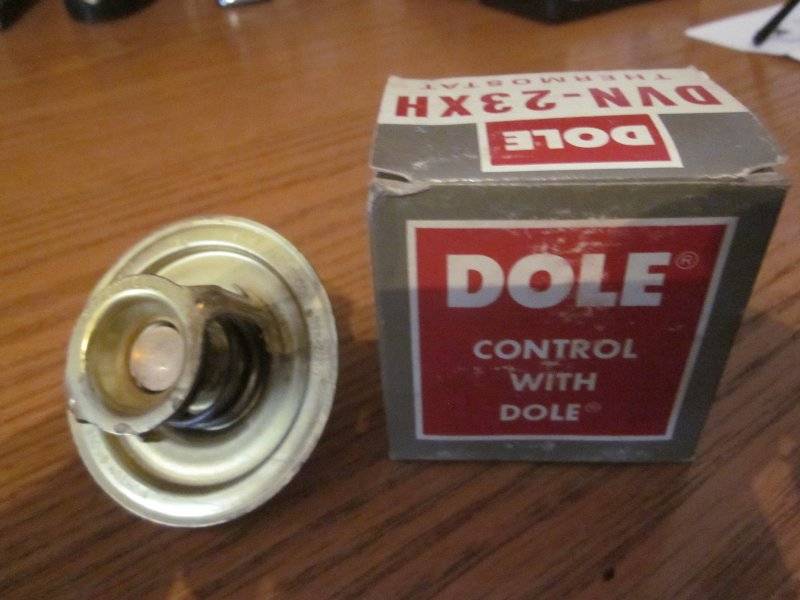 THERMOSTAT
DVN-23XH
DOLE
DOLE®
CONTROL
WITH
DOLE®